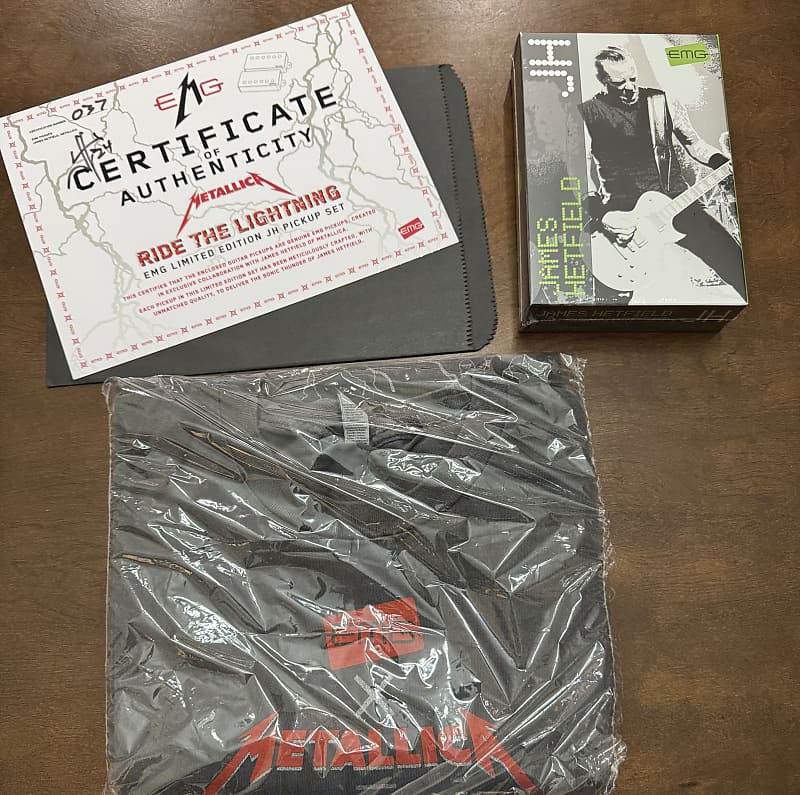 EMG
CERTIFICATION NUMBER:
037
CERTIFICATE
OF
AUTHENTICITY
METALLICA
RIDE THE LIGHTNING
EMG LIMITED EDITION JH PICKUP SET
THIS CERTIFIES THAT THE ENCLOSED GUITAR PICKUPS ARE GENUINE EMG PICKUPS, CREATED
IN EXCLUSIVE COLLABORATION WITH JAMES HETFIELD OF METALLICA.
EACH PICKUP IN THIS LIMITED EDITION SET HAS BEEN METICULOUSLY CRAFTED, WITH
UNMATCHED QUALITY, TO DELIVER THE SONIC THUNDER OF JAMES HETFIELD.
EMG
JH
EMG
JAMES
HETFIELD
JAMES HETFIELD
JH
EMG
X
METALLICA